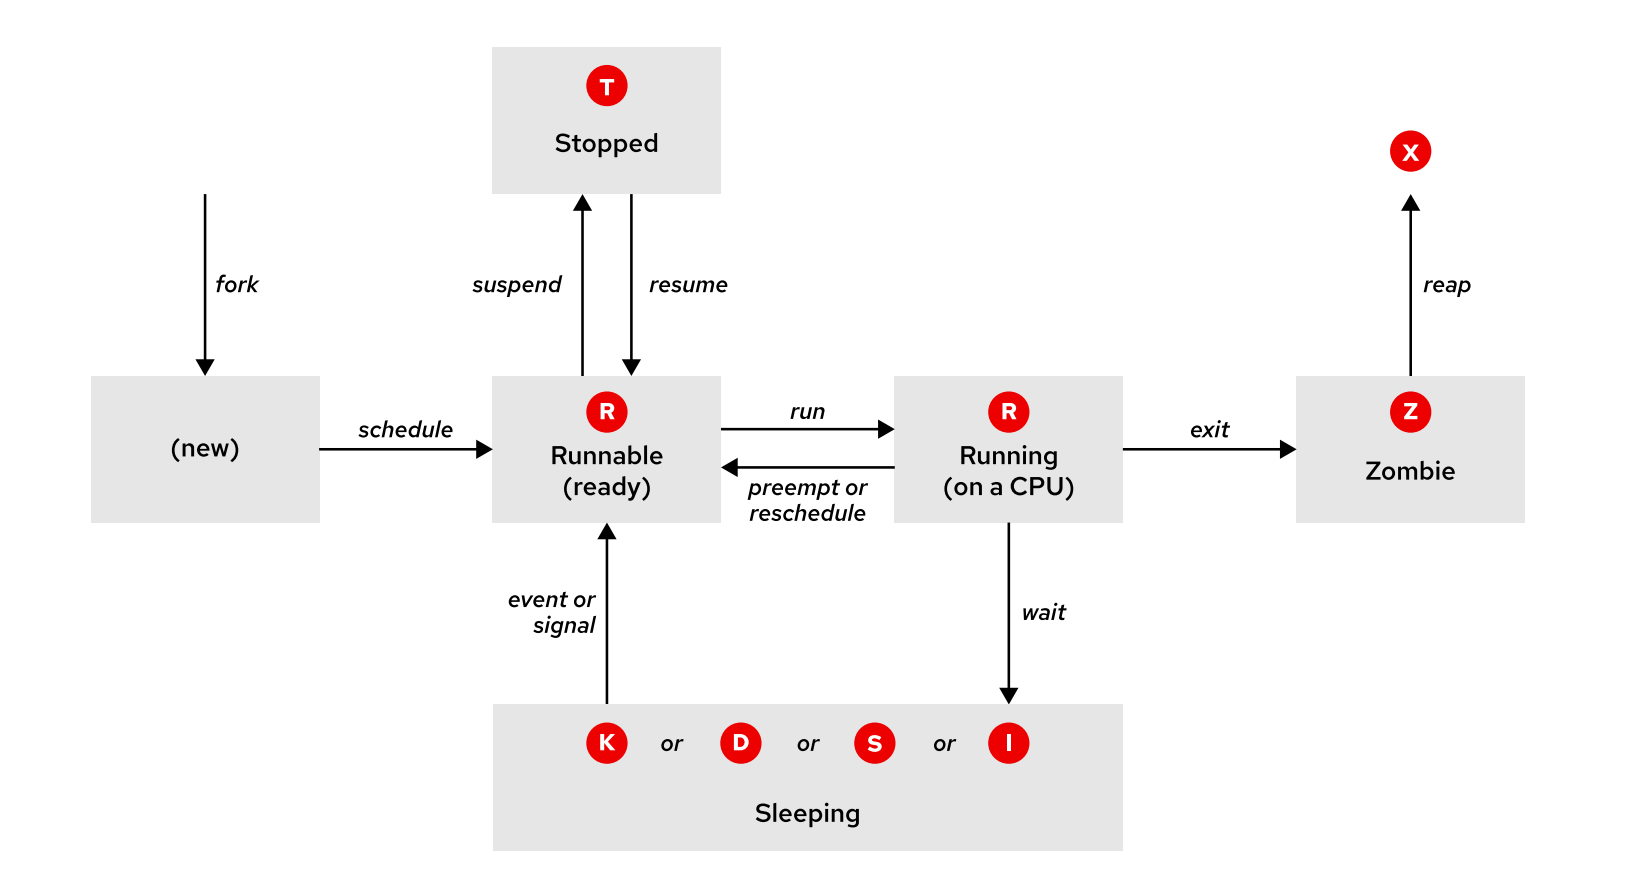 T
Stopped
X
fork
suspend
resume
reap
(new)
schedule
R
Runnable
(ready)
run
preempt or
reschedule
R
Running
(on a CPU)
exit
Z
Zombie
event or
signal
wait
K or D or S or I
Sleeping